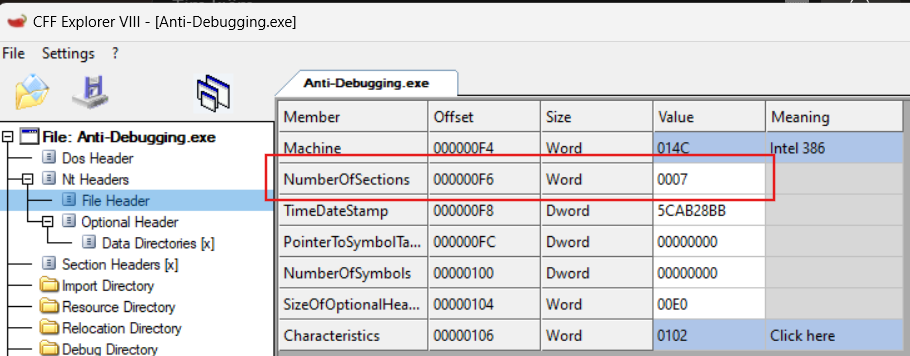 CFF Explorer VIII - [Anti-Debugging.exe]
File Settings ?
Anti-Debugging.exe
File: Anti-Debugging.exe
Dos Header
Nt Headers
File Header
Optional Header
Data Directories [x]
Section Headers [x]
Import Directory
Resource Directory
Relocation Directory
Debug Directory
Member Offset Size Value Meaning
Machine 000000F4 Word 014C Intel 386
NumberOfSections 000000F6 Word 0007
TimeDateStamp 000000F8 Dword 5CAB28BB
PointerToSymbolTa... 000000FC Dword 00000000
NumberOfSymbols 00000100 Dword 00000000
SizeOfOptionalHea... 00000104 Word 00E0
Characteristics 00000106 Word 0102 Click here